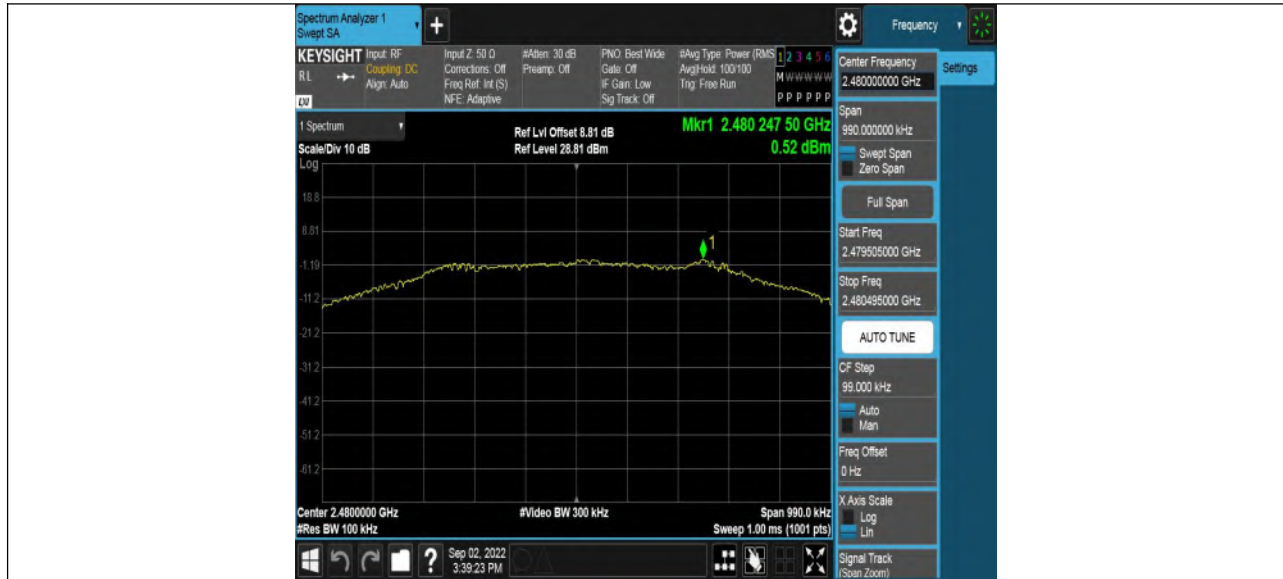 Spectrum Analyzer 1
Swept SA
+
Frequency
KEYSIGHT
RL
LXI
Input: RF
Coupling: DC
Align: Auto
Input Z: 50 Ω
Corrections: Off
Freq Ref: Int (S)
NFE: Adaptive
#Atten: 30 dB
Preamp: Off
PNO: Best Wide
Gate: Off
IF Gain: Low
Sig Track: Off
#Avg Type: Power (RMS
Avg|Hold: 100/100
Trig: Free Run
1 2 3 4 5 6
M W W W W W
P P P P P P
1 Spectrum
Scale/Div 10 dB
Log
Ref Lvl Offset 8.81 dB
Ref Level 28.81 dBm
Mkr1 2.480 247 50 GHz
0.52 dBm
18.8
8.81
-1.19
-11.2
-21.2
-31.2
-41.2
-51.2
-61.2
1
Center 2.4800000 GHz
#Res BW 100 kHz
#Video BW 300 kHz
Span 990.0 kHz
Sweep 1.00 ms (1001 pts)
?
Sep 02, 2022
3:39:23 PM
Center Frequency
2.480000000 GHz
Span
990.000000 kHz
Swept Span
Zero Span
Full Span
Start Freq
2.479505000 GHz
Stop Freq
2.480495000 GHz
AUTO TUNE
CF Step
99.000 kHz
Auto
Man
Freq Offset
0 Hz
X Axis Scale
Log
Lin
Signal Track
(Span Zoom)
Settings